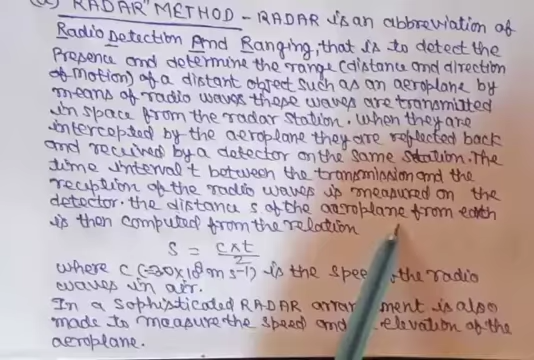 (a) RADAR METHOD - RADAR is an abbreviation of
Radio Detection And Ranging, that is to detect the
Presence and determine the range (distance and direction
of motion) of a distant object such as an aeroplane by
means of radio waves these waves are transmitted
in space from the radar station. when they are
intercepted by the aeroplane they are reflected back
and received by a detector on the same station. The
time interval t between the transmission and the
reception of the radio waves is measured on the
detector. the distance s of the aeroplane from earth
is then computed from the relation
S = c×t/2
where c (=3.0×10⁸ m s-1) is the the radio
waves in air.
In a sophisticated RADAR is also
made to measure the speed and elevation of the
aeroplane.